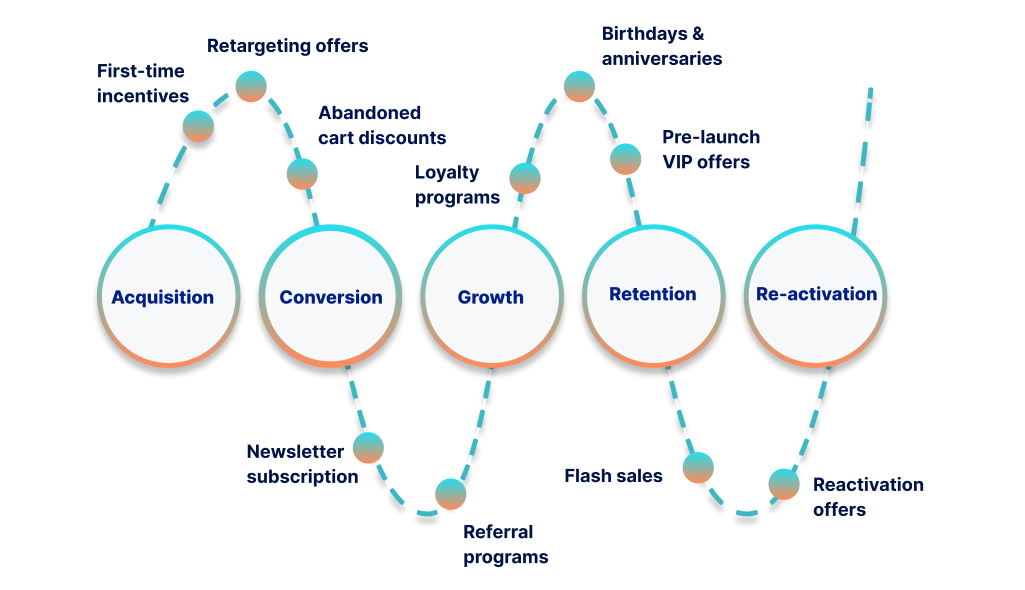 First-time
incentives
Retargeting offers
Abandoned
cart discounts
Loyalty
programs
Birthdays &
anniversaries
Pre-launch
VIP offers
Acquisition
Conversion
Growth
Retention
Re-activation
Newsletter
subscription
Referral
programs
Flash sales
Reactivation
offers